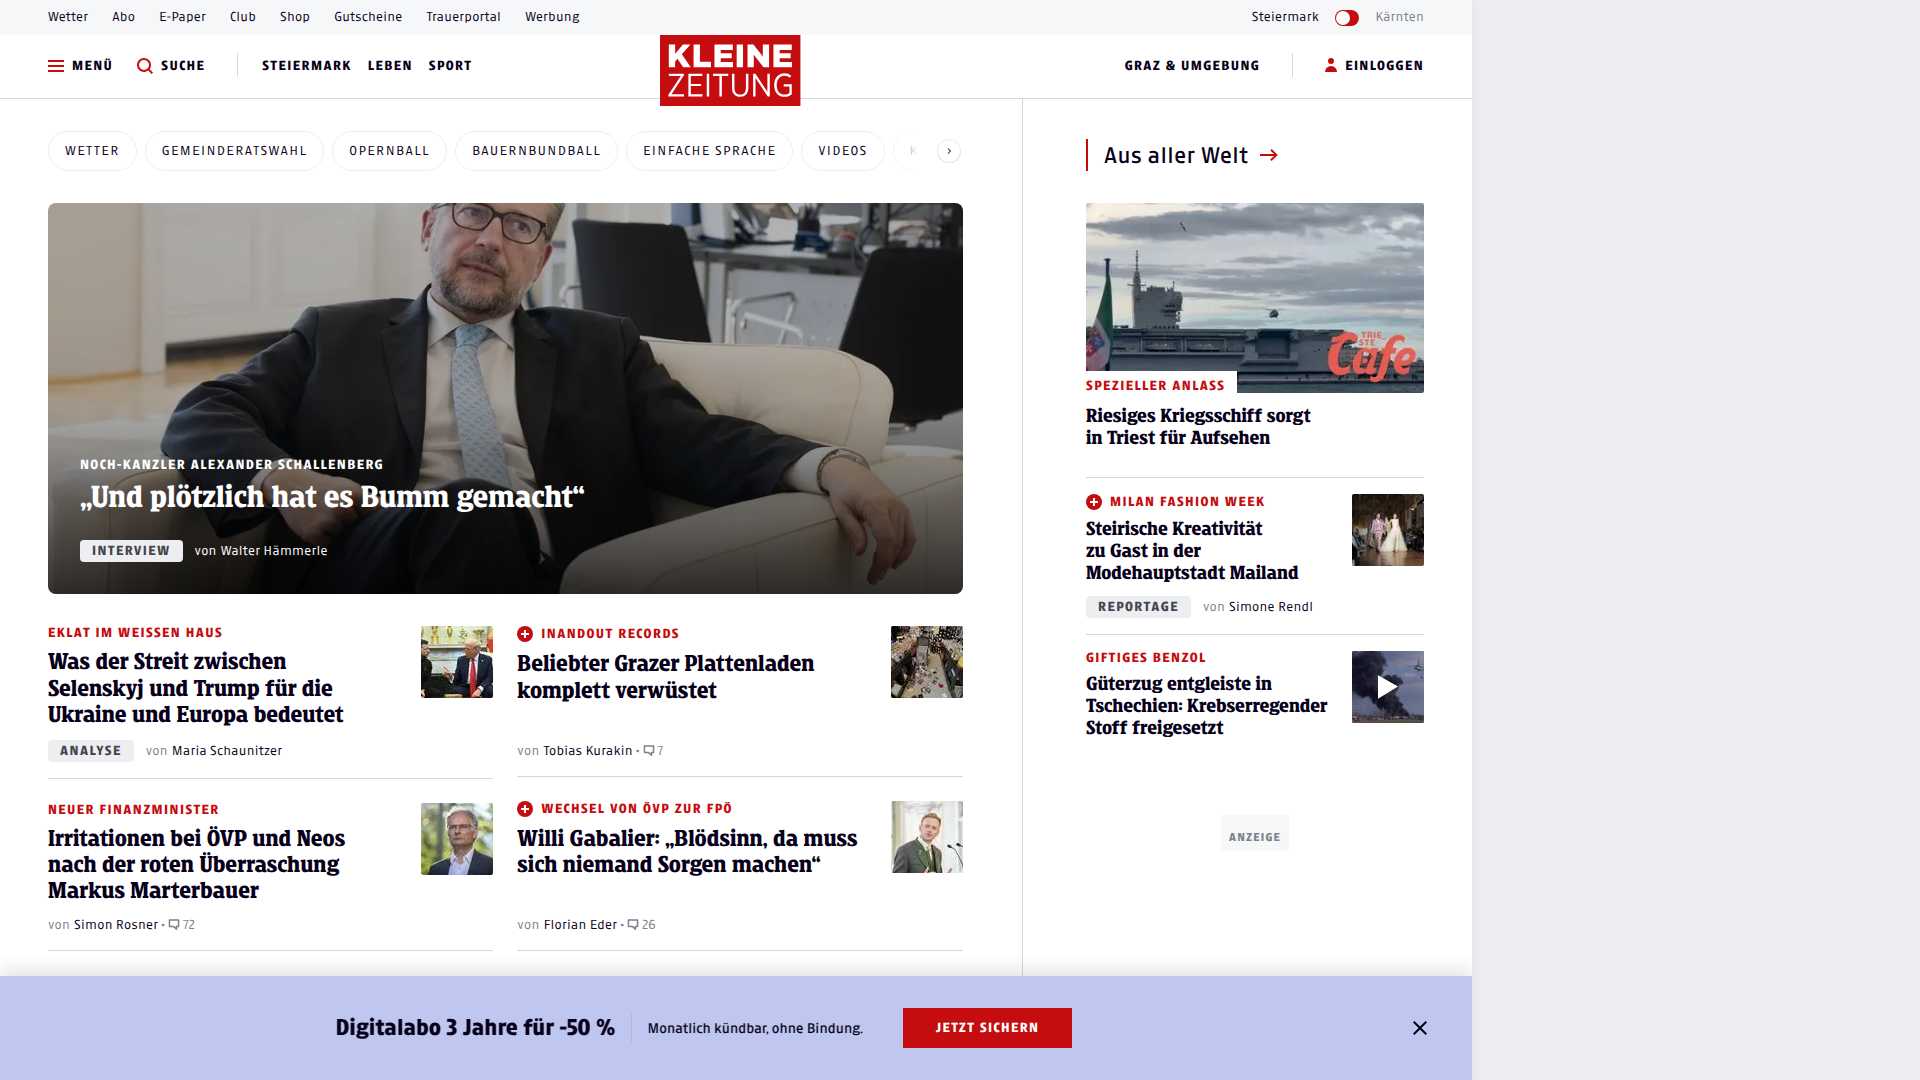 Wetter Abo E-Paper Club Shop Gutscheine Trauerportal Werbung Steiermark Kärnten
MENÜ SUCHE STEIERMARK LEBEN SPORT KLEINE ZEITUNG GRAZ & UMGEBUNG EINLOGGEN
WETTER GEMEINDERATSWAHL OPERNBALL BAUERNBUNDBALL EINFACHE SPRACHE VIDEOS K
NOCH-KANZLER ALEXANDER SCHALLENBERG
„Und plötzlich hat es Bumm gemacht“
INTERVIEW von Walter Hämmerle
EKLAT IM WEISSEN HAUS
Was der Streit zwischen
Selenskyj und Trump für die
Ukraine und Europa bedeutet
ANALYSE von Maria Schaunitzer
INANDOUT RECORDS
Beliebter Grazer Plattenladen
komplett verwüstet
von Tobias Kurakin • 7
NEUER FINANZMINISTER
Irritationen bei ÖVP und Neos
nach der roten Überraschung
Markus Marterbauer
von Simon Rosner • 72
WECHSEL VON ÖVP ZUR FPÖ
Willi Gabalier: „Blödsinn, da muss
sich niemand Sorgen machen“
von Florian Eder • 26
Aus aller Welt
TRIE
STE
Cafe
SPEZIELLER ANLASS
Riesiges Kriegsschiff sorgt
in Triest für Aufsehen
MILAN FASHION WEEK
Steirische Kreativität
zu Gast in der
Modehauptstadt Mailand
REPORTAGE von Simone Rendl
GIFTIGES BENZOL
Güterzug entgleiste in
Tschechien: Krebserregender
Stoff freigesetzt
ANZEIGE
Digitalabo 3 Jahre für -50 % Monatlich kündbar, ohne Bindung. JETZT SICHERN